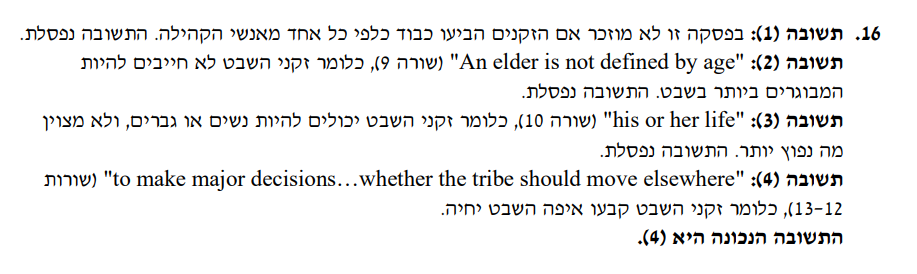 16. תשובה (1): בפסקה זו לא מוזכר אם הזקנים הביעו כבוד כלפי כל אחד מאנשי הקהילה. התשובה נפסלת.
תשובה (2): "An elder is not defined by age" (שורה 9), כלומר זקני השבט לא חייבים להיות
המבוגרים ביותר בשבט. התשובה נפסלת.
תשובה (3): "his or her life" (שורה 10), כלומר זקני השבט יכולים להיות נשים או גברים, ולא מצוין
מה נפוץ יותר. התשובה נפסלת.
תשובה (4): "to make major decisions…whether the tribe should move elsewhere" (שורות
12–13), כלומר זקני השבט קבעו איפה השבט יחיה.
התשובה הנכונה היא (4).